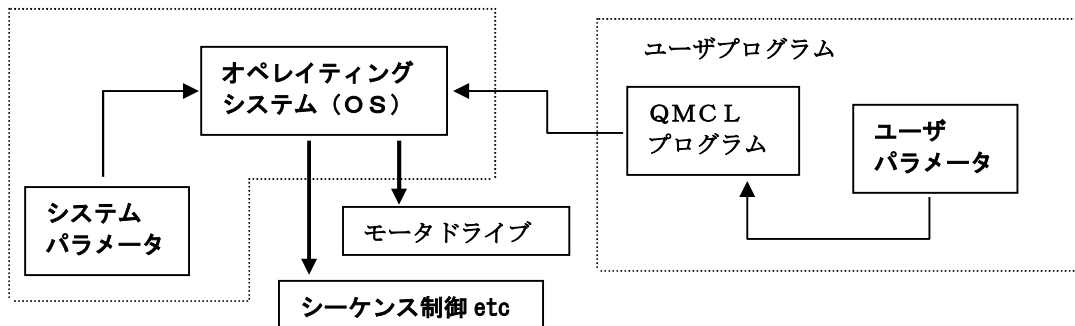 オペレイティング
システム(OS)
システム
パラメータ
モータドライブ
シーケンス制御 etc
ユーザプログラム
QMCL
プログラム
ユーザ
パラメータ